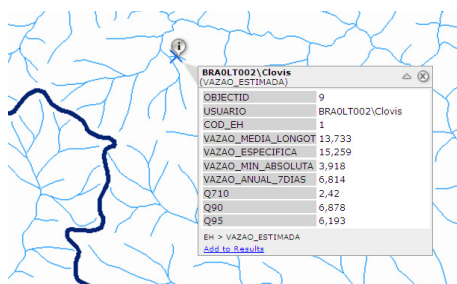 BRA0LT002\Clovis
(VAZAO_ESTIMADA)
OBJECTID 9
USUARIO BRA0LT002\Clovis
COD_EH 1
VAZAO_MEDIA_LONGOT 13,733
VAZAO_ESPECIFICA 15,259
VAZAO_MIN_ABSOLUTA 3,918
VAZAO_ANUAL_7DIAS 6,814
Q710 2,42
Q90 6,878
Q95 6,193
EH > VAZAO_ESTIMADA
Add to Results